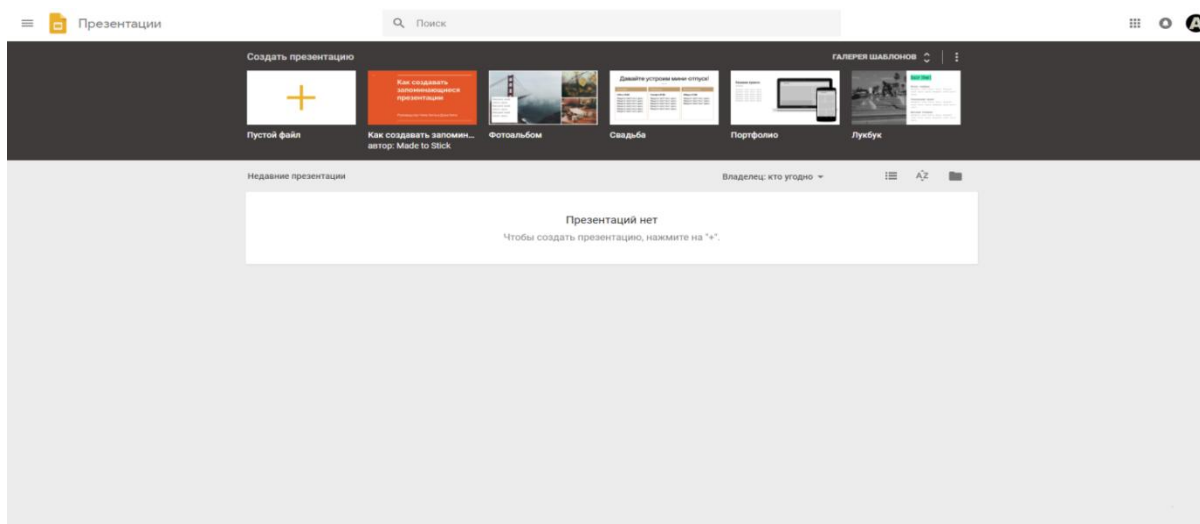 Презентации
Поиск
Создать презентацию
ГАЛЕРЕЯ ШАБЛОНОВ
Как создавать
запоминающиеся
презентации
Давайте устроим мини-отпуск!
Пустой файл
Как создавать запомин...
автор: Made to Stick
Фотоальбом
Свадьба
Портфолио
Лукбук
Недавние презентации
Владелец: кто угодно
AZ
Презентаций нет
Чтобы создать презентацию, нажмите на "+".